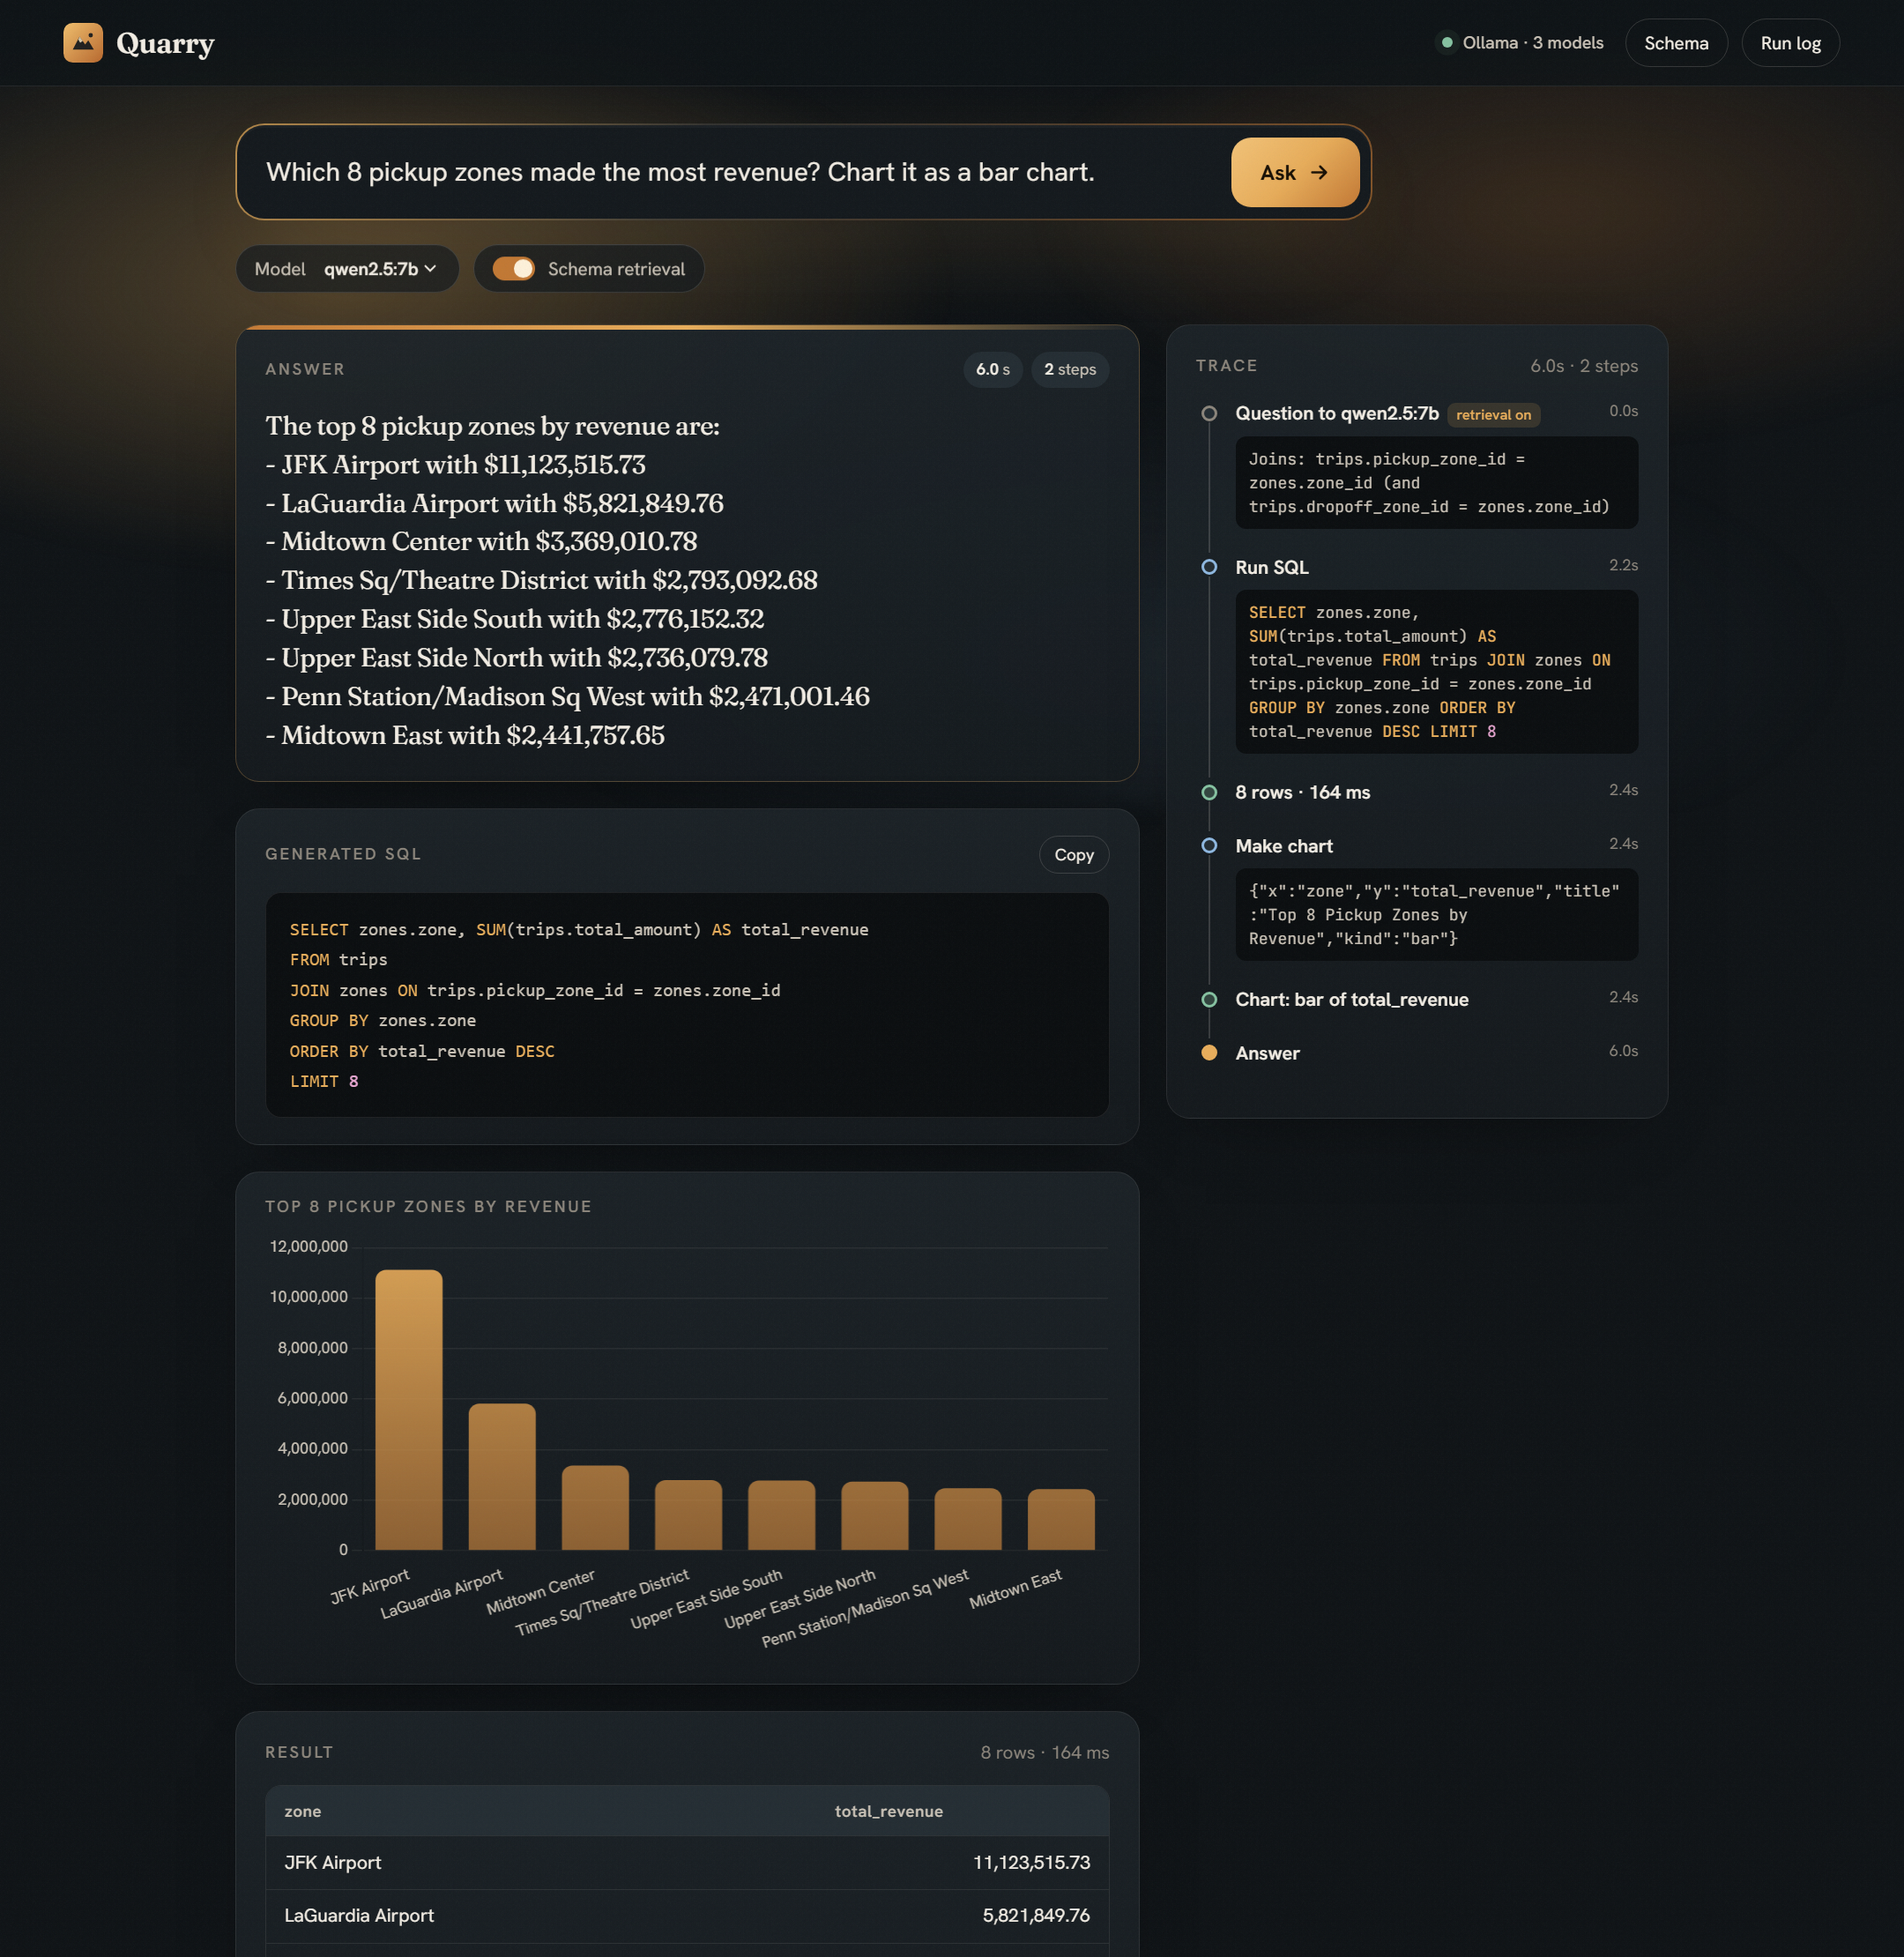 Quarry
Ollama · 3 models
Schema
Run log
Which 8 pickup zones made the most revenue? Chart it as a bar chart.
Ask →
Model qwen2.5:7b
Schema retrieval
ANSWER
6.0 s
2 steps
The top 8 pickup zones by revenue are:
- JFK Airport with $11,123,515.73
- LaGuardia Airport with $5,821,849.76
- Midtown Center with $3,369,010.78
- Times Sq/Theatre District with $2,793,092.68
- Upper East Side South with $2,776,152.32
- Upper East Side North with $2,736,079.78
- Penn Station/Madison Sq West with $2,471,001.46
- Midtown East with $2,441,757.65
GENERATED SQL
Copy
SELECT zones.zone, SUM(trips.total_amount) AS total_revenue
FROM trips
JOIN zones ON trips.pickup_zone_id = zones.zone_id
GROUP BY zones.zone
ORDER BY total_revenue DESC
LIMIT 8
TOP 8 PICKUP ZONES BY REVENUE
12,000,000
10,000,000
8,000,000
6,000,000
4,000,000
2,000,000
0
JFK Airport
LaGuardia Airport
Midtown Center
Times Sq/Theatre District
Upper East Side South
Upper East Side North
Penn Station/Madison Sq West
Midtown East
RESULT
8 rows · 164 ms
zone total_revenue
JFK Airport 11,123,515.73
LaGuardia Airport 5,821,849.76
TRACE
6.0s · 2 steps
Question to qwen2.5:7b retrieval on 0.0s
Joins: trips.pickup_zone_id =
zones.zone_id (and
trips.dropoff_zone_id = zones.zone_id)
Run SQL 2.2s
SELECT zones.zone,
SUM(trips.total_amount) AS
total_revenue FROM trips JOIN zones ON
trips.pickup_zone_id = zones.zone_id
GROUP BY zones.zone ORDER BY
total_revenue DESC LIMIT 8
8 rows · 164 ms 2.4s
Make chart 2.4s
{"x":"zone","y":"total_revenue","title"
:"Top 8 Pickup Zones by
Revenue","kind":"bar"}
Chart: bar of total_revenue 2.4s
Answer 6.0s